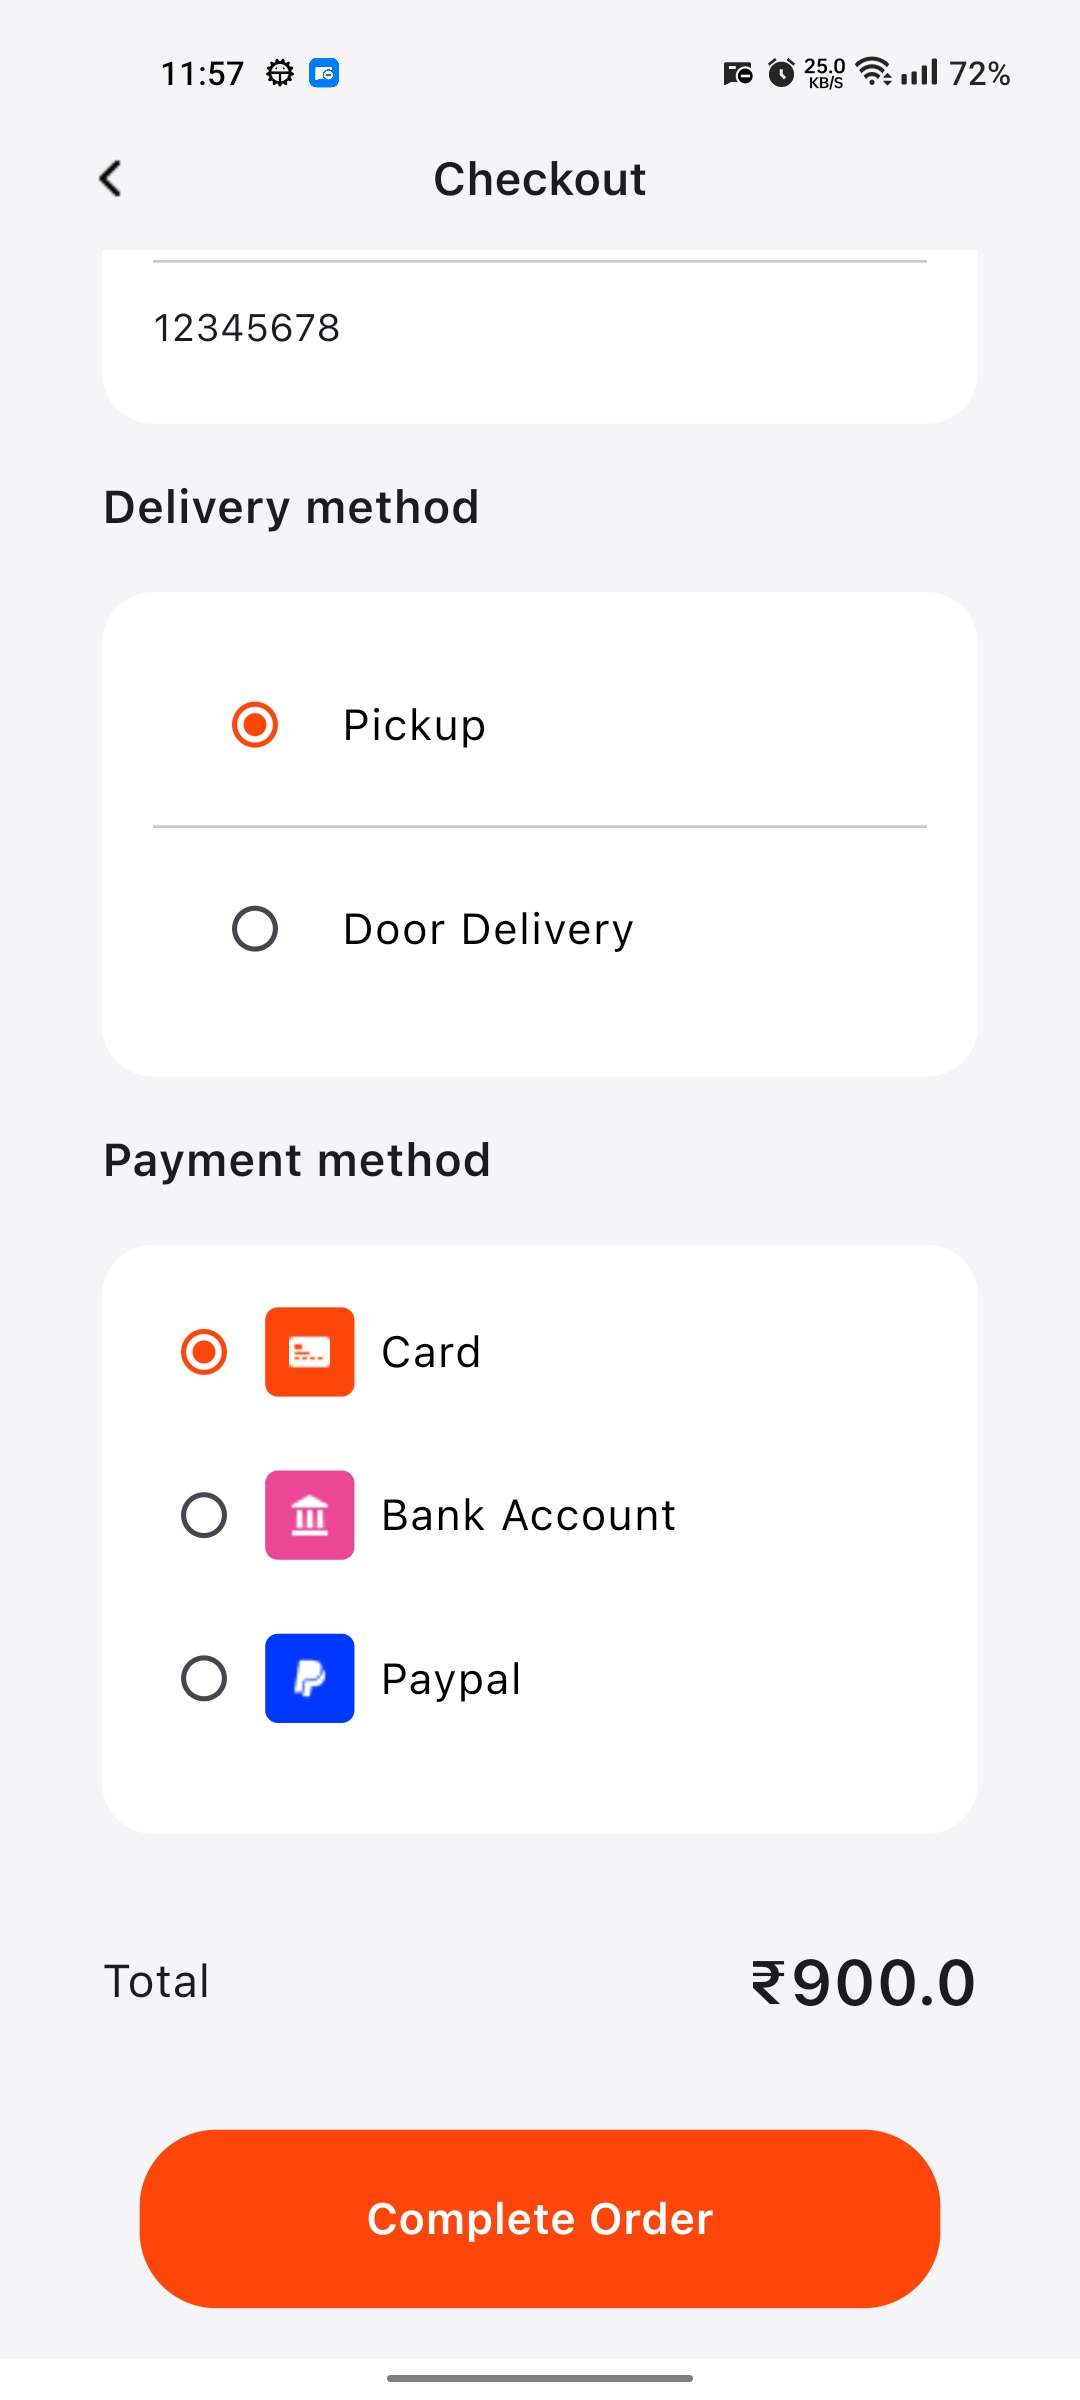 11:57 25.0 KB/S 72%
Checkout
12345678
Delivery method
Pickup
Door Delivery
Payment method
Card
Bank Account
Paypal
Total ₹900.0
Complete Order